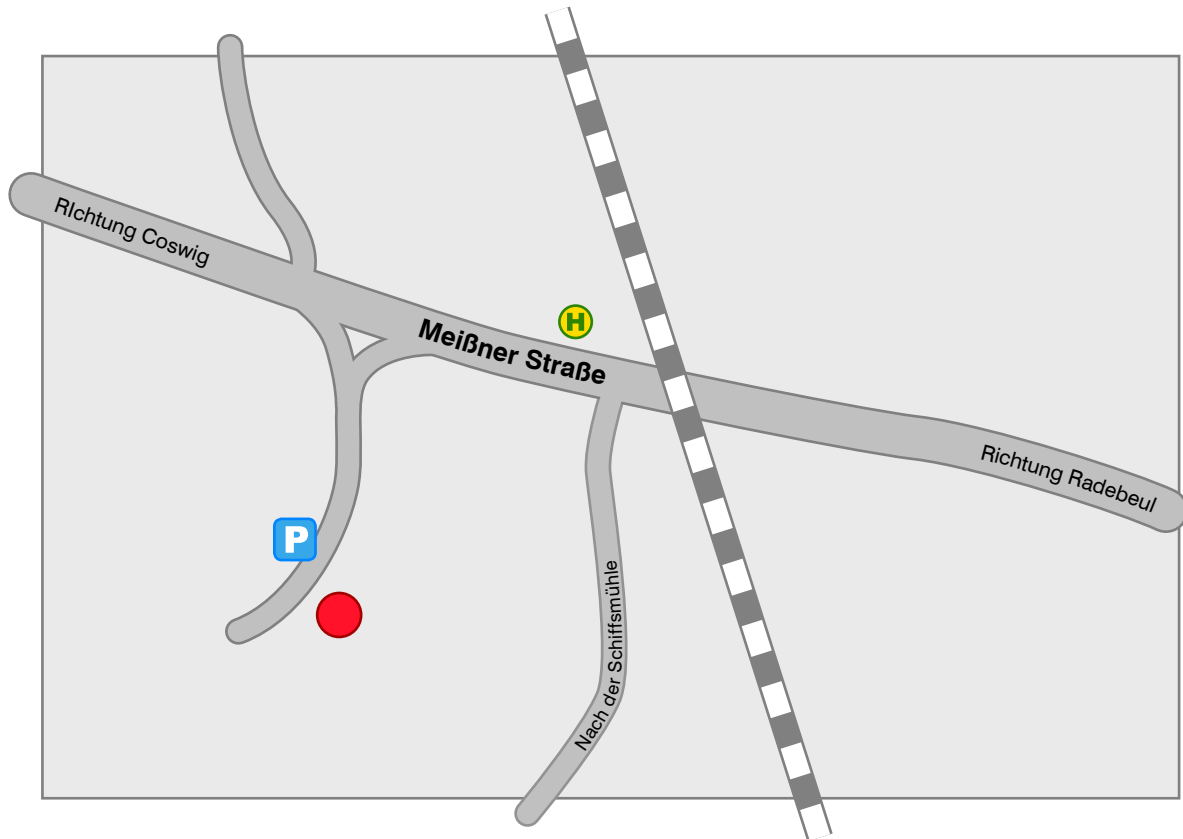 RIchtung Coswig
H
Meißner Straße
Richtung Radebeul
P
Nach der Schiffsmühle